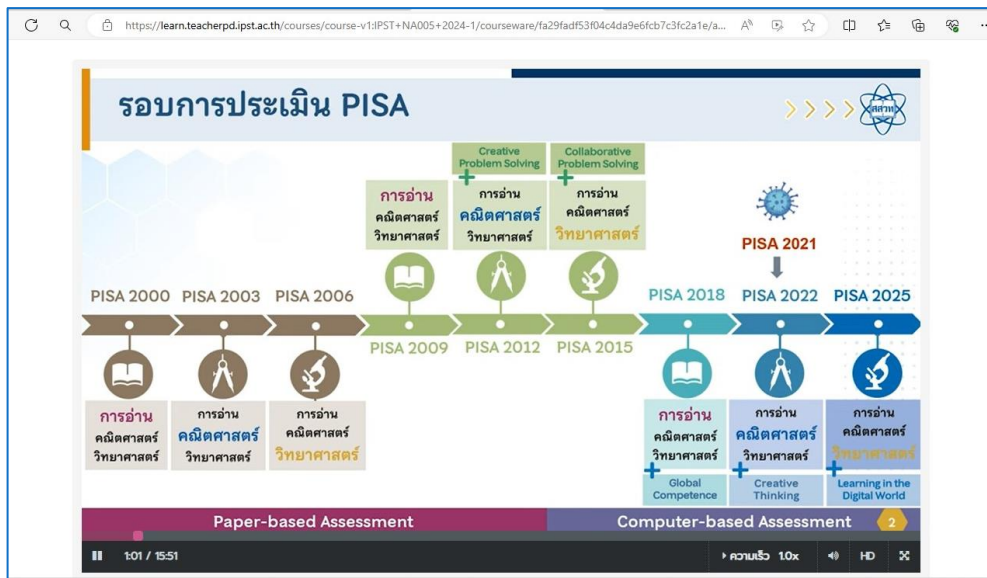 https://learn.teacherpd.ipst.ac.th/courses/course-v1:IPST+NA005+2024-1/courseware/fa29fadf53f04c4da9e6fcb7c3fc2a1e/a...
รอบการประเมิน PISA
สสวท
Creative
Problem Solving
+
การอ่าน
คณิตศาสตร์
วิทยาศาสตร์
Collaborative
Problem Solving
+
การอ่าน
คณิตศาสตร์
วิทยาศาสตร์
การอ่าน
คณิตศาสตร์
วิทยาศาสตร์
PISA 2021
PISA 2000
PISA 2003
PISA 2006
PISA 2018
PISA 2022
PISA 2025
PISA 2009
PISA 2012
PISA 2015
การอ่าน
คณิตศาสตร์
วิทยาศาสตร์
การอ่าน
คณิตศาสตร์
วิทยาศาสตร์
การอ่าน
คณิตศาสตร์
วิทยาศาสตร์
การอ่าน
คณิตศาสตร์
วิทยาศาสตร์
+
Global
Competence
การอ่าน
คณิตศาสตร์
วิทยาศาสตร์
+
Creative
Thinking
การอ่าน
คณิตศาสตร์
วิทยาศาสตร์
+
Learning in the
Digital World
Paper-based Assessment
Computer-based Assessment
2
1:01 / 15:51
ความเร็ว 1.0x
HD